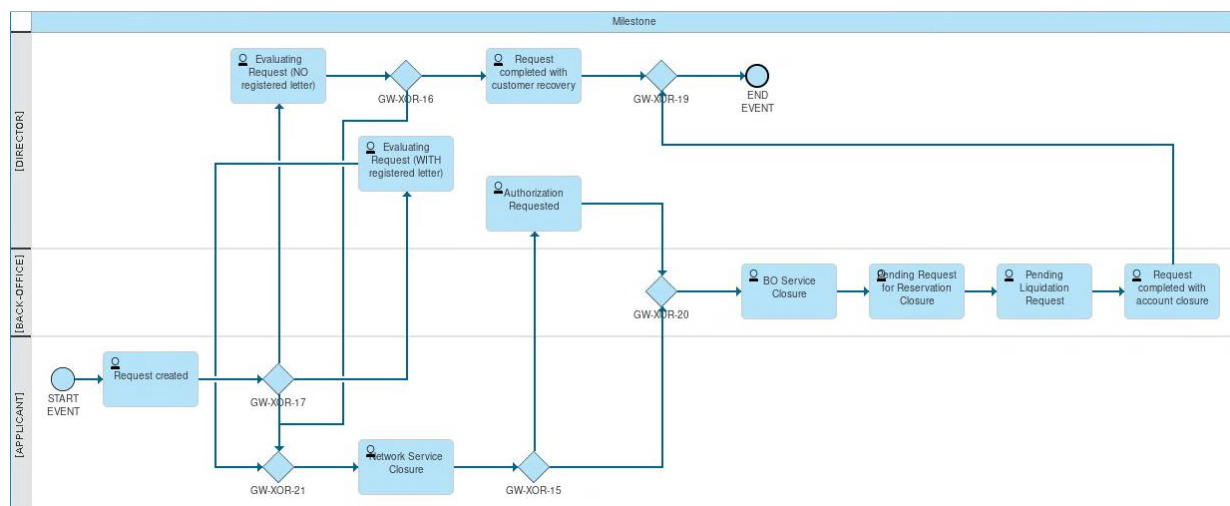 Milestone
[DIRECTOR]
Evaluating
Request (NO
registered letter)
GW-XOR-16
Request
completed with
customer recovery
GW-XOR-19
END
EVENT
Evaluating
Request (WITH
registered letter)
Authorization
Requested
[BACK-OFFICE]
GW-XOR-20
BO Service
Closure
Pending Request
for Reservation
Closure
Pending
Liquidation
Request
Request
completed with
account closure
[APPLICANT]
START
EVENT
Request created
GW-XOR-17
GW-XOR-21
Network Service
Closure
GW-XOR-15